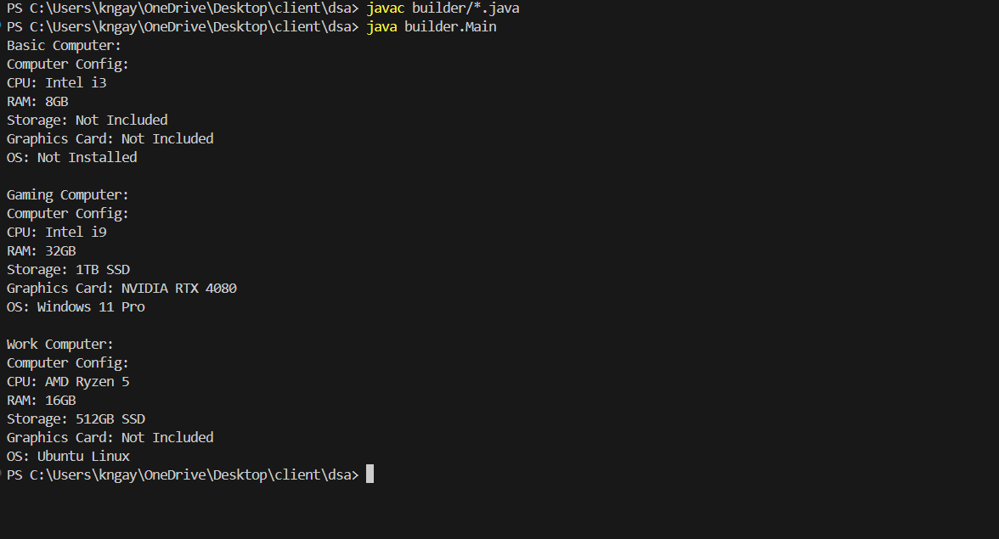 PS C:\Users\kngay\OneDrive\Desktop\client\dsa> javac builder/*.java
PS C:\Users\kngay\OneDrive\Desktop\client\dsa> java builder.Main
Basic Computer:
Computer Config:
CPU: Intel i3
RAM: 8GB
Storage: Not Included
Graphics Card: Not Included
OS: Not Installed

Gaming Computer:
Computer Config:
CPU: Intel i9
RAM: 32GB
Storage: 1TB SSD
Graphics Card: NVIDIA RTX 4080
OS: Windows 11 Pro

Work Computer:
Computer Config:
CPU: AMD Ryzen 5
RAM: 16GB
Storage: 512GB SSD
Graphics Card: Not Included
OS: Ubuntu Linux
PS C:\Users\kngay\OneDrive\Desktop\client\dsa>